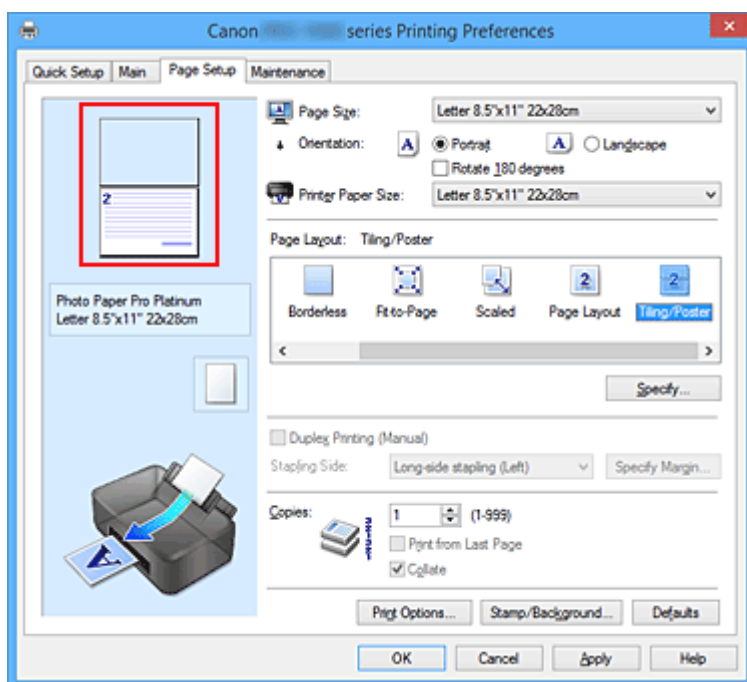 Canon series Printing Preferences
Quick Setup Main Page Setup Maintenance
Page Size: Letter 8.5"x11" 22x28cm
Orientation: A Portrait A Landscape
Rotate 180 degrees
Printer Paper Size: Letter 8.5"x11" 22x28cm
2
Page Layout: Tiling/Poster
2 2
Borderless Fit-to-Page Scaled Page Layout Tiling/Poster
Photo Paper Pro Platinum
Letter 8.5"x11" 22x28cm
Specify...
Duplex Printing (Manual)
Stapling Side: Long-side stapling (Left) Specify Margin...
Copies: 1 (1-999)
Print from Last Page
Collate
A
Print Options... Stamp/Background... Defaults
OK Cancel Apply Help